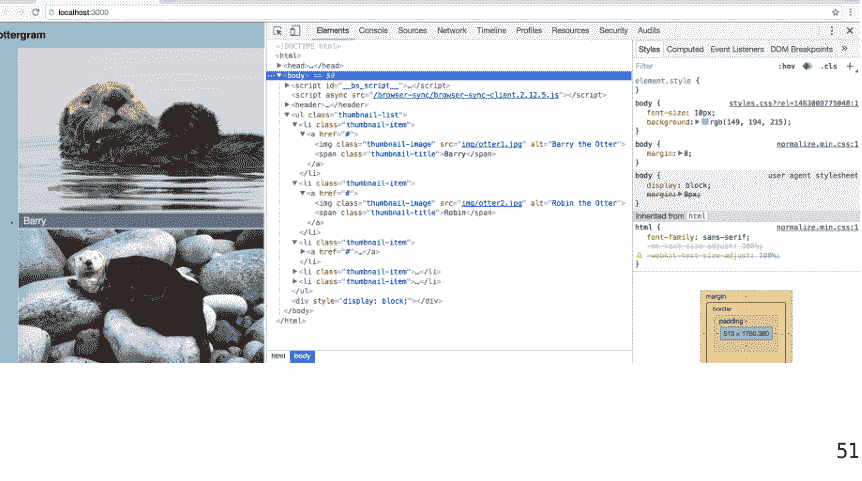 localhost:3000
ottergram
Barry
Elements Console Sources Network Timeline Profiles Resources Security Audits
<!DOCTYPE html>
<html>
▶<head>…</head>
▼<body> == $0
▶<script id="__bs_script__">…</script>
<script async src="/browser-sync/browser-sync-client.2.12.5.js"></script>
▶<header>…</header>
▼<ul class="thumbnail-list">
▼<li class="thumbnail-item">
▼<a href="#">
<img class="thumbnail-image" src="img/otter1.jpg" alt="Barry the Otter">
<span class="thumbnail-title">Barry</span>
</a>
</li>
▼<li class="thumbnail-item">
▼<a href="#">
<img class="thumbnail-image" src="img/otter2.jpg" alt="Robin the Otter">
<span class="thumbnail-title">Robin</span>
</a>
</li>
▼<li class="thumbnail-item">
▶<a href="#">…</a>
</li>
▶<li class="thumbnail-item">…</li>
▶<li class="thumbnail-item">…</li>
</ul>
<div style="display: block;"></div>
</body>
</html>
html body
Styles Computed Event Listeners DOM Breakpoints »
Filter :hov .cls +
element.style {
}
body { styles.css?rel=1463009775048:1
font-size: 10px;
background: ▶ rgb(149, 194, 215);
}
body { normalize.min.css:1
margin: ▶ 0;
}
body { user agent stylesheet
display: block;
margin: 8px;
}
Inherited from html
html { normalize.min.css:1
font-family: sans-serif;
-ms-text-size-adjust: 100%;
-webkit-text-size-adjust: 100%;
}
margin -
border -
padding -
513 × 1760.380
51